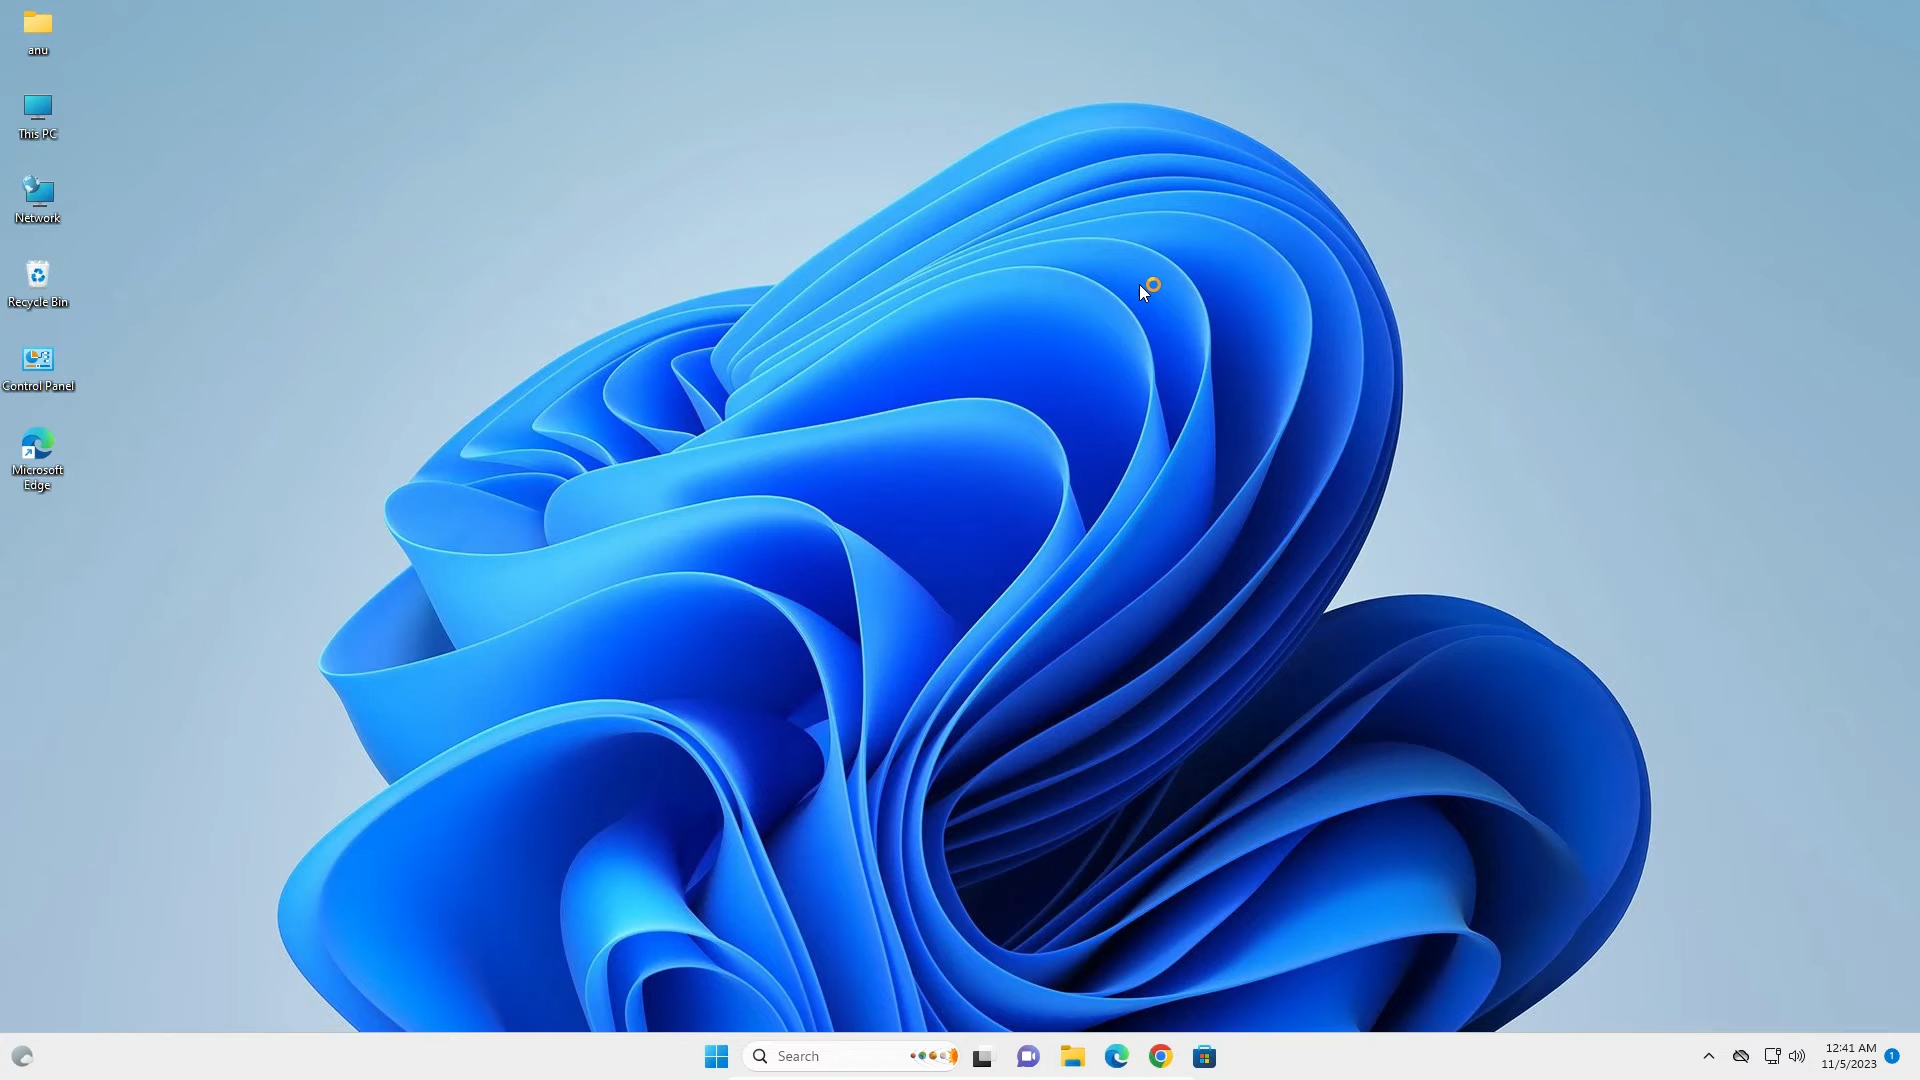 anu
This PC
Network
Recycle Bin
Control Panel
Microsoft
Edge
Search
12:41 AM
11/5/2023
1